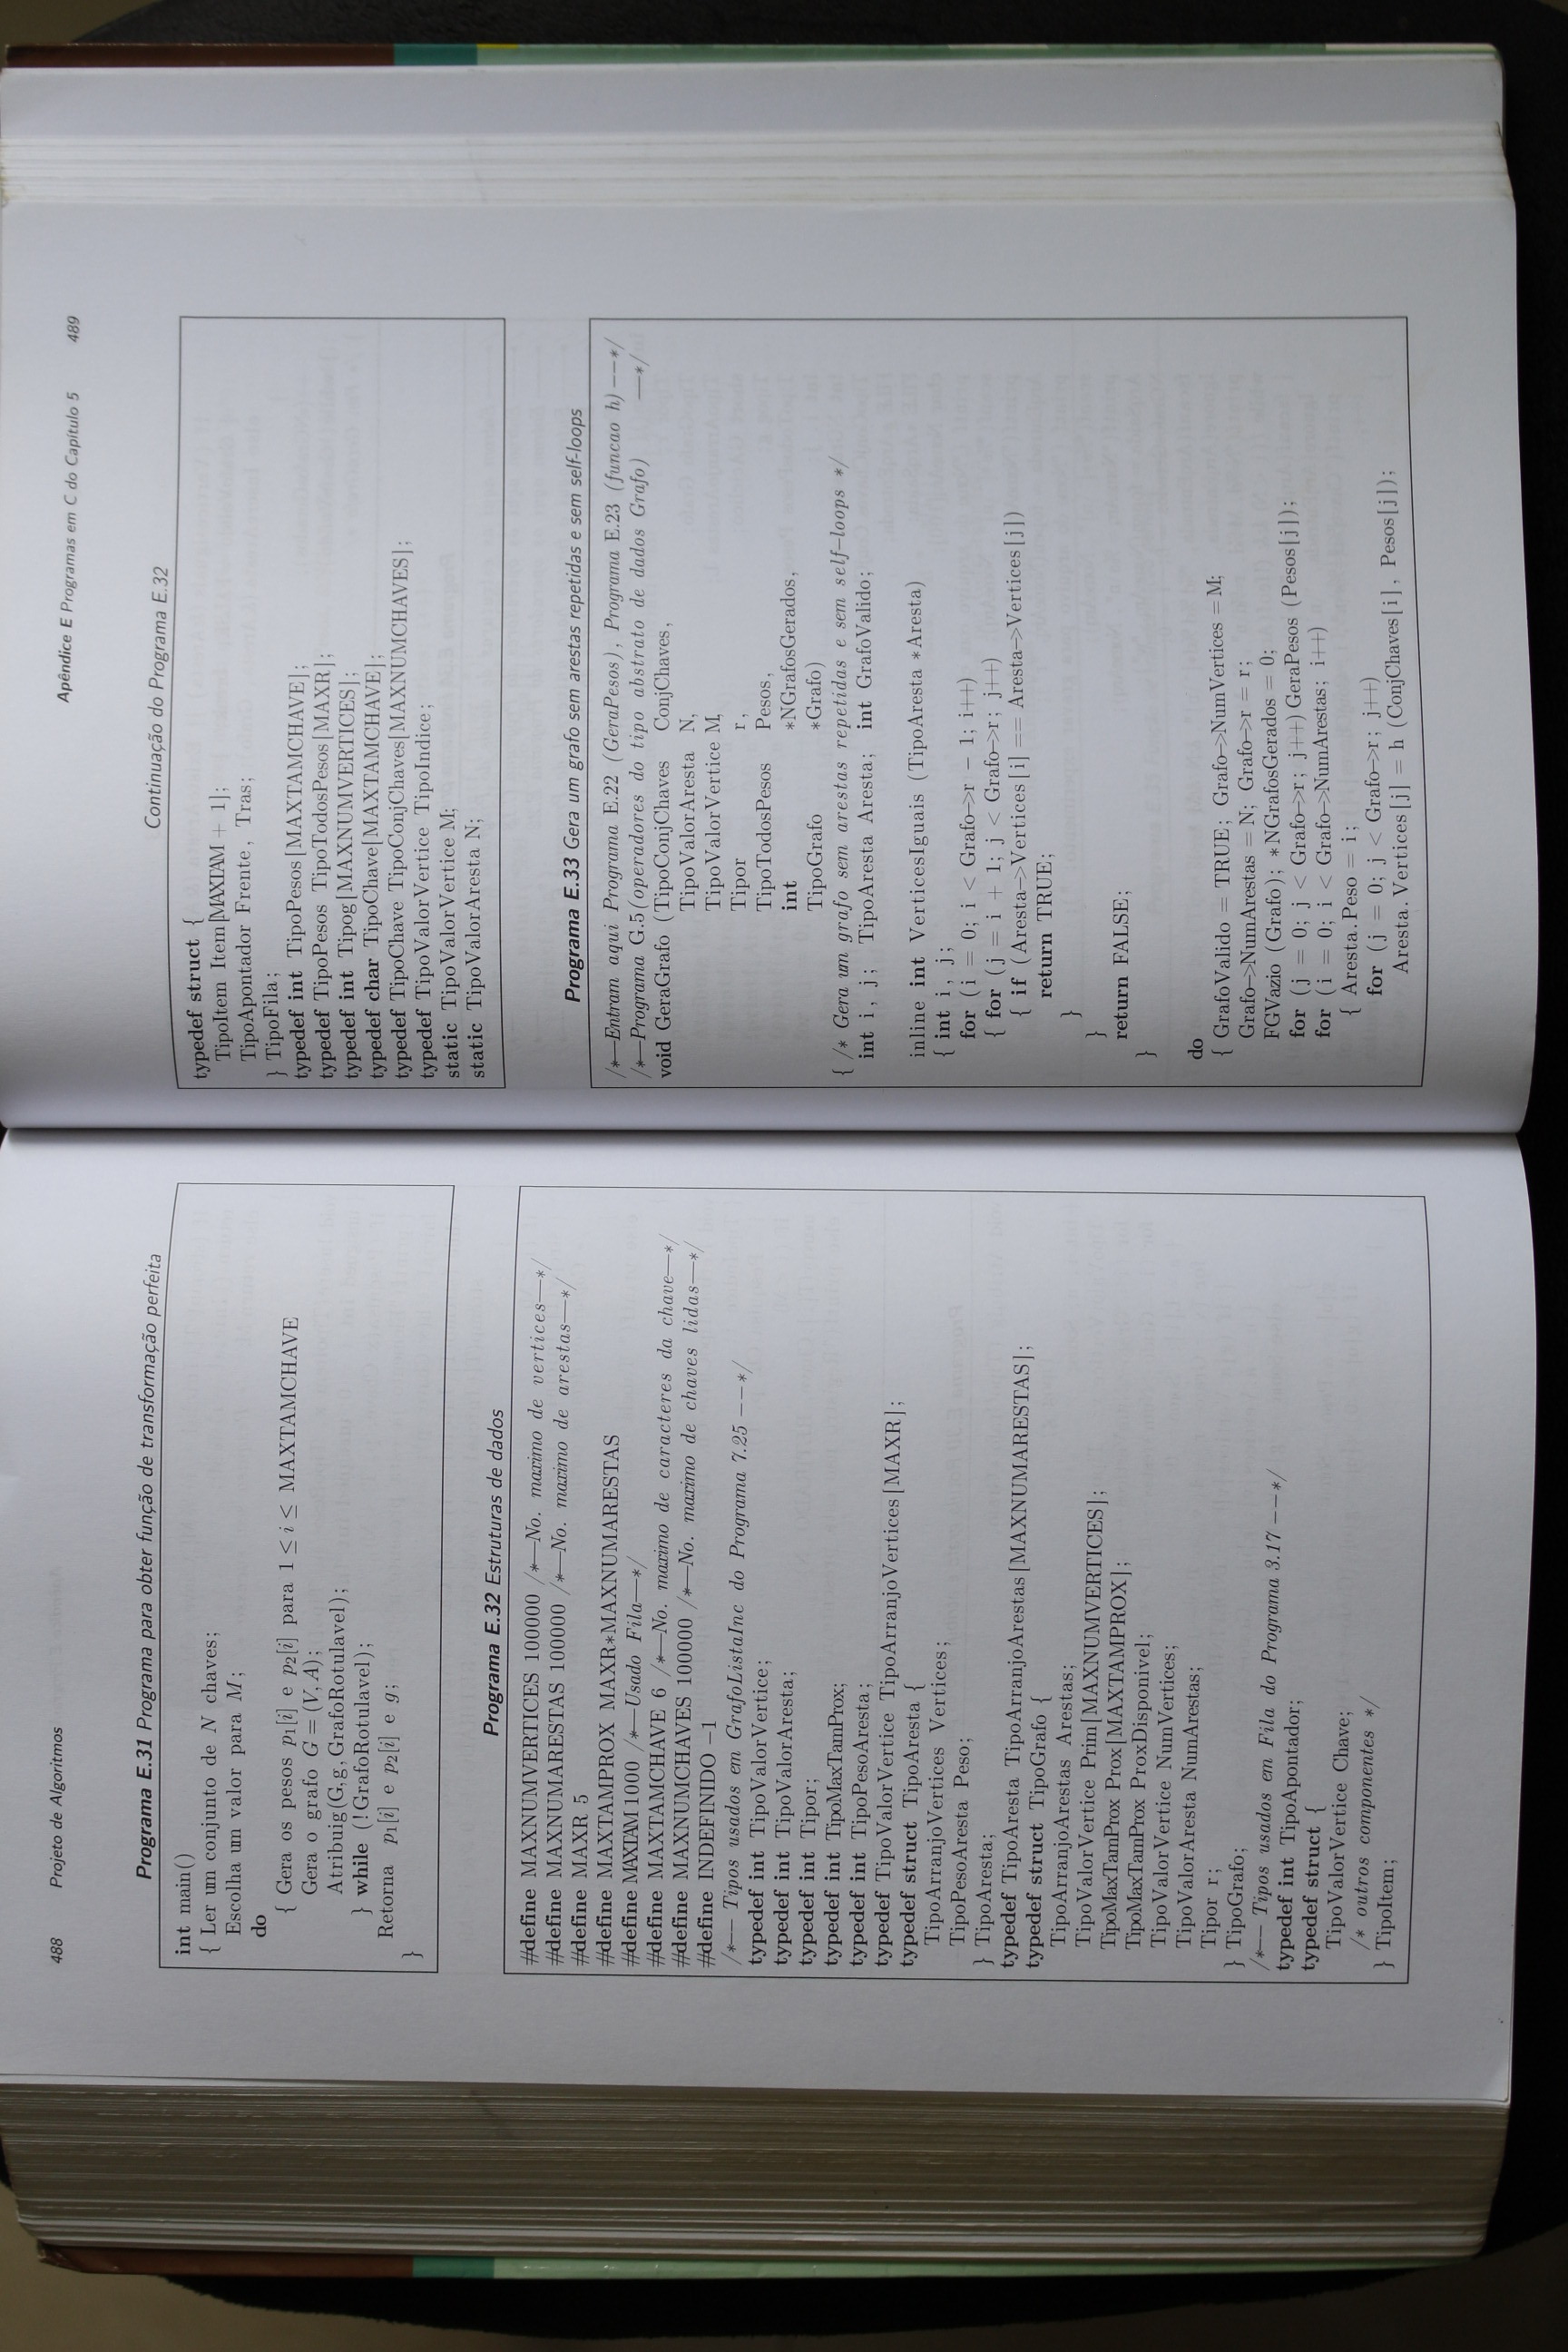 488 Projeto de Algoritmos
Programa E.31 Programa para obter função de transformação perfeita
int main()
{ Ler um conjunto de N chaves;
Escolha um valor para M;
do
{ Gera os pesos p1[i] e p2[i] para 1 ≤ i ≤ MAXTAMCHAVE
Gera o grafo G = (V, A);
Atribuig(G,g,GrafoRotulavel);
} while (!GrafoRotulavel);
Retorna p1[i] e p2[i] e g;
}
Programa E.32 Estruturas de dados
#define MAXNUMVERTICES 100000 /*—No. maximo de vertices—*/
#define MAXNUMARESTAS 100000 /*—No. maximo de arestas—*/
#define MAXR 5
#define MAXTAMPROX MAXR*MAXNUMARESTAS
#define MAXTAM 1000 /*—Usado Fila—*/
#define MAXTAMCHAVE 6 /*—No. maximo de caracteres da chave—*/
#define MAXNUMCHAVES 100000 /*—No. maximo de chaves lidas—*/
#define INDEFINIDO −1
/*— Tipos usados em GrafoListaInc do Programa 7.25 −−*/
typedef int TipoValorVertice;
typedef int TipoValorAresta;
typedef int Tipor;
typedef int TipoMaxTamProx;
typedef int TipoPesoAresta;
typedef TipoValorVertice TipoArranjoVertices[MAXR];
typedef struct TipoAresta {
TipoArranjoVertices Vertices;
TipoPesoAresta Peso;
} TipoAresta;
typedef TipoAresta TipoArranjoArestas[MAXNUMARESTAS];
typedef struct TipoGrafo {
TipoArranjoArestas Arestas;
TipoValorVertice Prim[MAXNUMVERTICES];
TipoMaxTamProx Prox[MAXTAMPROX];
TipoMaxTamProx ProxDisponivel;
TipoValorVertice NumVertices;
TipoValorAresta NumArestas;
Tipor r;
} TipoGrafo;
/*— Tipos usados em Fila do Programa 3.17 −−*/
typedef int TipoApontador;
typedef struct {
TipoValorVertice Chave;
/* outros componentes */
} TipoItem;
Apêndice E Programas em C do Capítulo 5 489
Continuação do Programa E.32
typedef struct {
TipoItem Item[MAXTAM + 1];
TipoApontador Frente, Tras;
} TipoFila;
typedef int TipoPesos[MAXTAMCHAVE];
typedef TipoPesos TipoTodosPesos[MAXR];
typedef int Tipog[MAXNUMVERTICES];
typedef char TipoChave[MAXTAMCHAVE];
typedef TipoChave TipoConjChaves[MAXNUMCHAVES];
typedef TipoValorVertice TipoIndice;
static TipoValorVertice M;
static TipoValorAresta N;
Programa E.33 Gera um grafo sem arestas repetidas e sem self-loops
/*—Entram aqui Programa E.22 (GeraPesos), Programa E.23 (funcao h)−−*/
/*—Programa G.5(operadores do tipo abstrato de dados Grafo) —*/
void GeraGrafo (TipoConjChaves ConjChaves,
TipoValorAresta N,
TipoValorVertice M,
Tipor r,
TipoTodosPesos Pesos,
int *NGrafosGerados,
TipoGrafo *Grafo)
{ /* Gera um grafo sem arestas repetidas e sem self−loops */
int i, j; TipoAresta Aresta; int GrafoValido;
inline int VerticesIguais (TipoAresta *Aresta)
{ int i, j;
for (i = 0; i < Grafo−>r − 1; i++)
{ for (j = i + 1; j < Grafo−>r; j++)
{ if (Aresta−>Vertices[i] == Aresta−>Vertices[j])
return TRUE;
}
}
return FALSE;
}
do
{ GrafoValido = TRUE; Grafo−>NumVertices = M;
Grafo−>NumArestas = N; Grafo−>r = r;
FGVazio (Grafo); *NGrafosGerados = 0;
for (j = 0; j < Grafo−>r; j++) GeraPesos (Pesos[j]);
for (i = 0; i < Grafo−>NumArestas; i++)
{ Aresta.Peso = i;
for (j = 0; j < Grafo−>r; j++)
Aresta.Vertices[j] = h (ConjChaves[i], Pesos[j]);